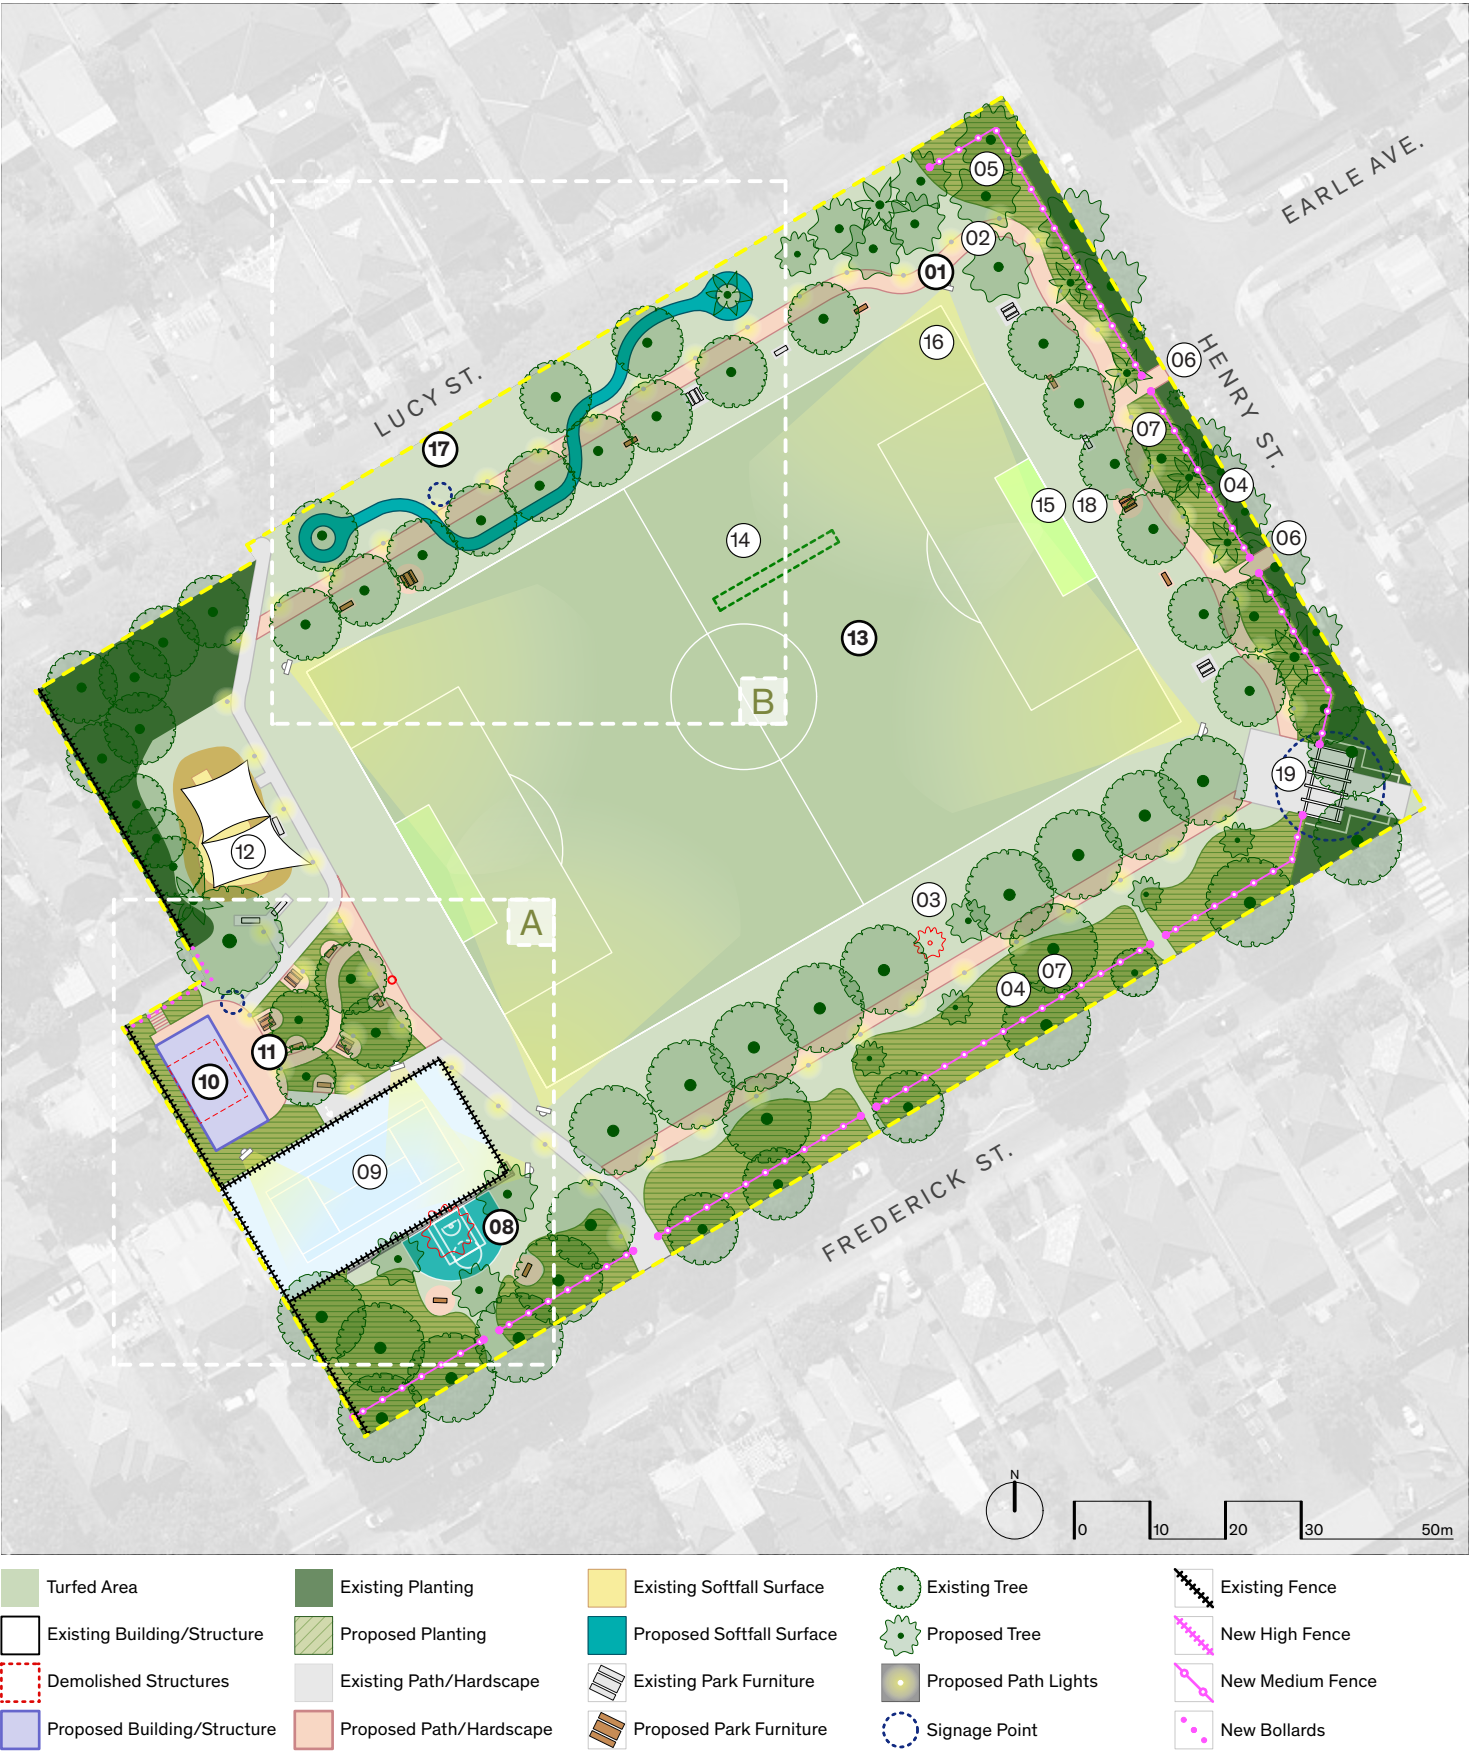 EARLE AVE.
05
02
01
HENRY ST.
16
06
LUCY ST.
07
17
04
15
18
14
06
13
B
19
12
03
A
07
04
11
10
09
08
FREDERICK ST.
N
0 10 20 30 50m
Turfed Area
Existing Planting
Existing Softfall Surface
Existing Tree
Existing Fence
Existing Building/Structure
Proposed Planting
Proposed Softfall Surface
Proposed Tree
New High Fence
Demolished Structures
Existing Path/Hardscape
Existing Park Furniture
Proposed Path Lights
New Medium Fence
Proposed Building/Structure
Proposed Path/Hardscape
Proposed Park Furniture
Signage Point
New Bollards